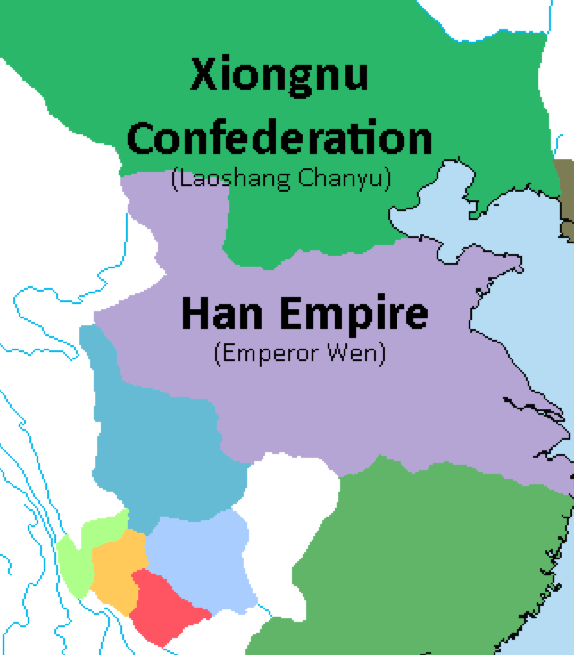 Xiongnu
Confederation
(Laoshang Chanyu)
Han Empire
(Emperor Wen)